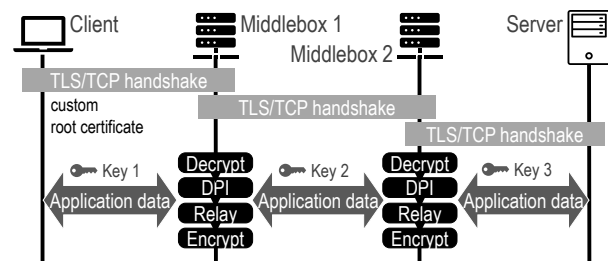 Client
Middlebox 1
Middlebox 2
Server
TLS/TCP handshake
custom
root certificate
TLS/TCP handshake
TLS/TCP handshake
Key 1
Key 2
Key 3
Application data
Decrypt
DPI
Relay
Encrypt
Application data
Decrypt
DPI
Relay
Encrypt
Application data